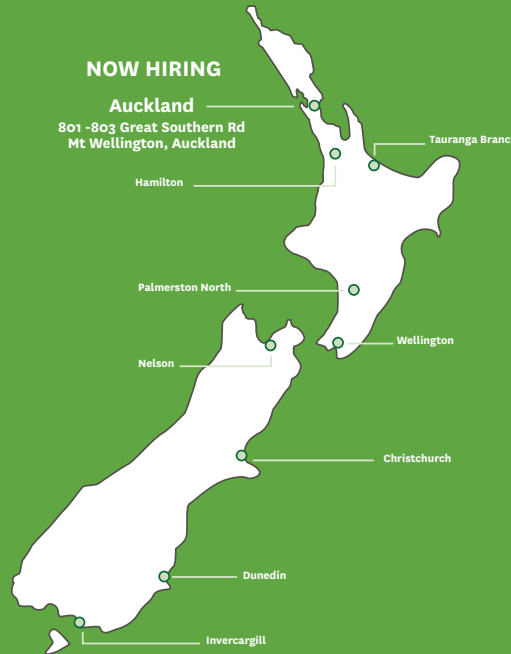 NOW HIRING
Auckland
801 -803 Great Southern Rd
Mt Wellington, Auckland
Tauranga Branc
Hamilton
Palmerston North
Wellington
Nelson
Christchurch
Dunedin
Invercargill